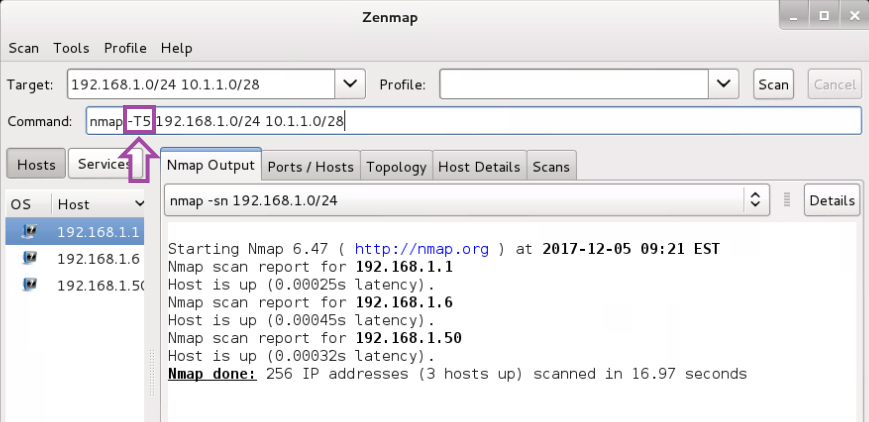 Zenmap
Scan Tools Profile Help
Target: 192.168.1.0/24 10.1.1.0/28 Profile: Scan Cancel
Command: nmap -T5 192.168.1.0/24 10.1.1.0/28
Hosts Services Nmap Output Ports / Hosts Topology Host Details Scans
OS Host nmap -sn 192.168.1.0/24 Details
192.168.1.1
192.168.1.6
192.168.1.50
Starting Nmap 6.47 ( http://nmap.org ) at 2017-12-05 09:21 EST
Nmap scan report for 192.168.1.1
Host is up (0.00025s latency).
Nmap scan report for 192.168.1.6
Host is up (0.00045s latency).
Nmap scan report for 192.168.1.50
Host is up (0.00032s latency).
Nmap done: 256 IP addresses (3 hosts up) scanned in 16.97 seconds